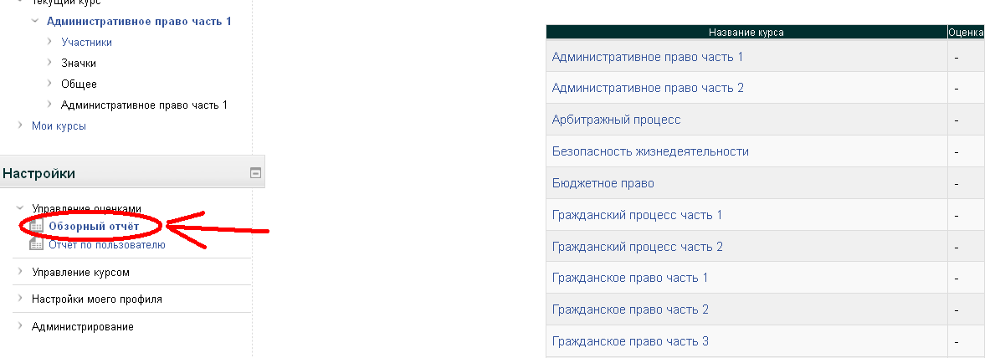 Текущий курс
Административное право часть 1
Участники
Значки
Общее
Административное право часть 1
Мои курсы
Настройки
Управление оценками
Обзорный отчёт
Отчет по пользователю
Управление курсом
Настройки моего профиля
Администрирование
Название курса Оценка
Административное право часть 1 -
Административное право часть 2 -
Арбитражный процесс -
Безопасность жизнедеятельности -
Бюджетное право -
Гражданский процесс часть 1 -
Гражданский процесс часть 2 -
Гражданское право часть 1 -
Гражданское право часть 2 -
Гражданское право часть 3 -